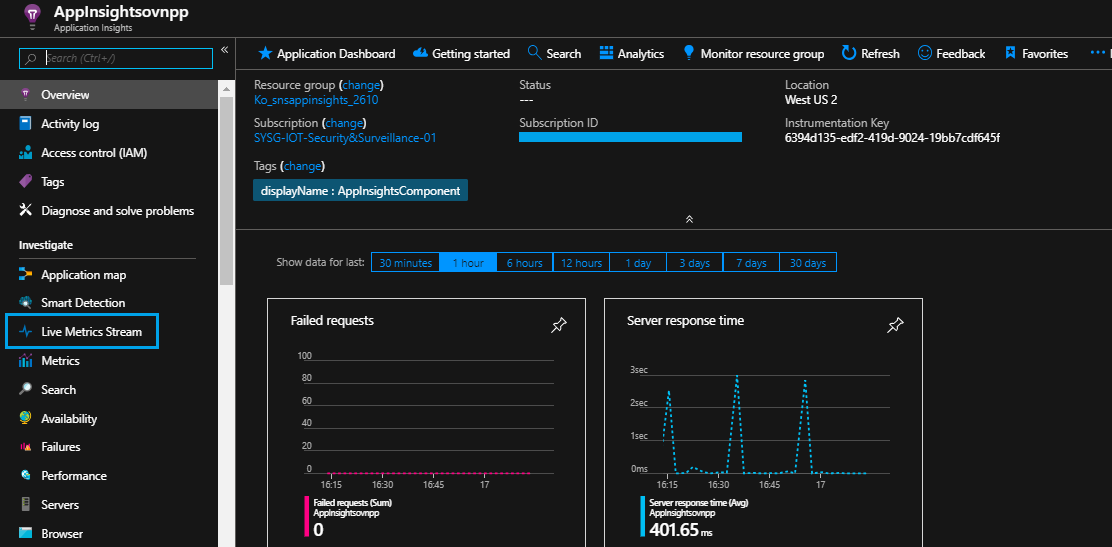 AppInsightsovnpp
Application Insights
Search (Ctrl+/)
Overview
Activity log
Access control (IAM)
Tags
Diagnose and solve problems
Investigate
Application map
Smart Detection
Live Metrics Stream
Metrics
Search
Availability
Failures
Performance
Servers
Browser
Application Dashboard Getting started Search Analytics Monitor resource group Refresh Feedback Favorites
Resource group (change)
Ko_snsappinsights_2610
Status
---
Location
West US 2
Subscription (change)
SYSG-IOT-Security&Surveillance-01
Subscription ID
Instrumentation Key
6394d135-edf2-419d-9024-19bb7cdf645f
Tags (change)
displayName : AppInsightsComponent
Show data for last: 30 minutes 1 hour 6 hours 12 hours 1 day 3 days 7 days 30 days
Failed requests
100
80
60
40
20
0
16:15 16:30 16:45 17
Failed requests (Sum)
AppInsightsovnpp
0
Server response time
3sec
2sec
1sec
0ms
16:15 16:30 16:45 17
Server response time (Avg)
AppInsightsovnpp
401.65 ms